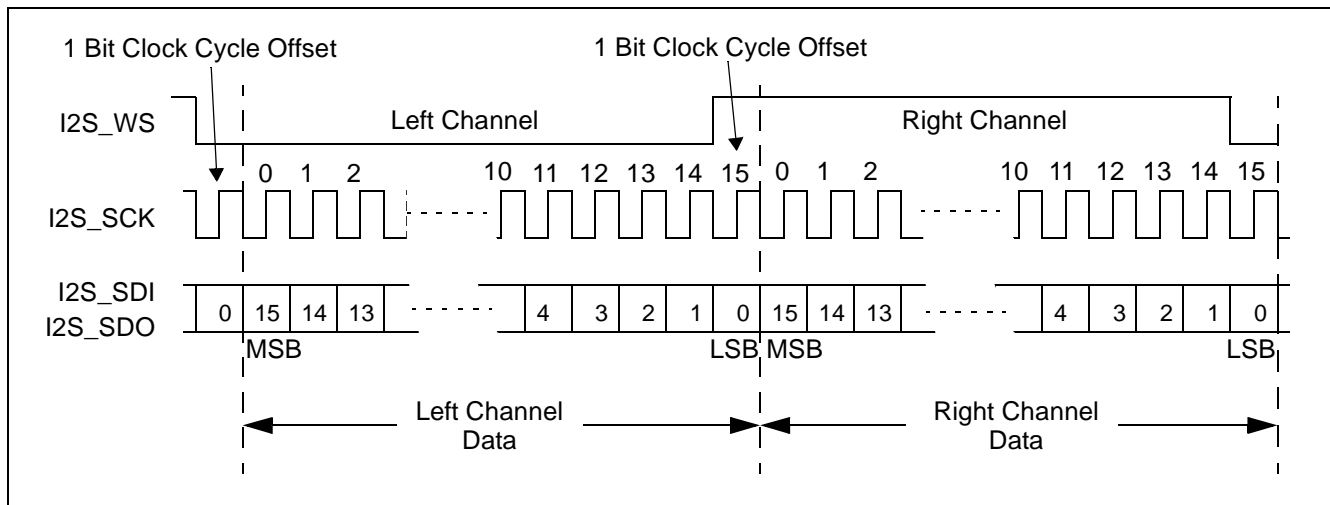 1 Bit Clock Cycle Offset 1 Bit Clock Cycle Offset
I2S_WS Left Channel Right Channel
0 1 2 10 11 12 13 14 15 0 1 2 10 11 12 13 14 15
I2S_SCK
I2S_SDI
0 15 14 13 4 3 2 1 0 15 14 13 4 3 2 1 0
I2S_SDO
MSB LSB MSB LSB
Left Channel Right Channel
Data Data